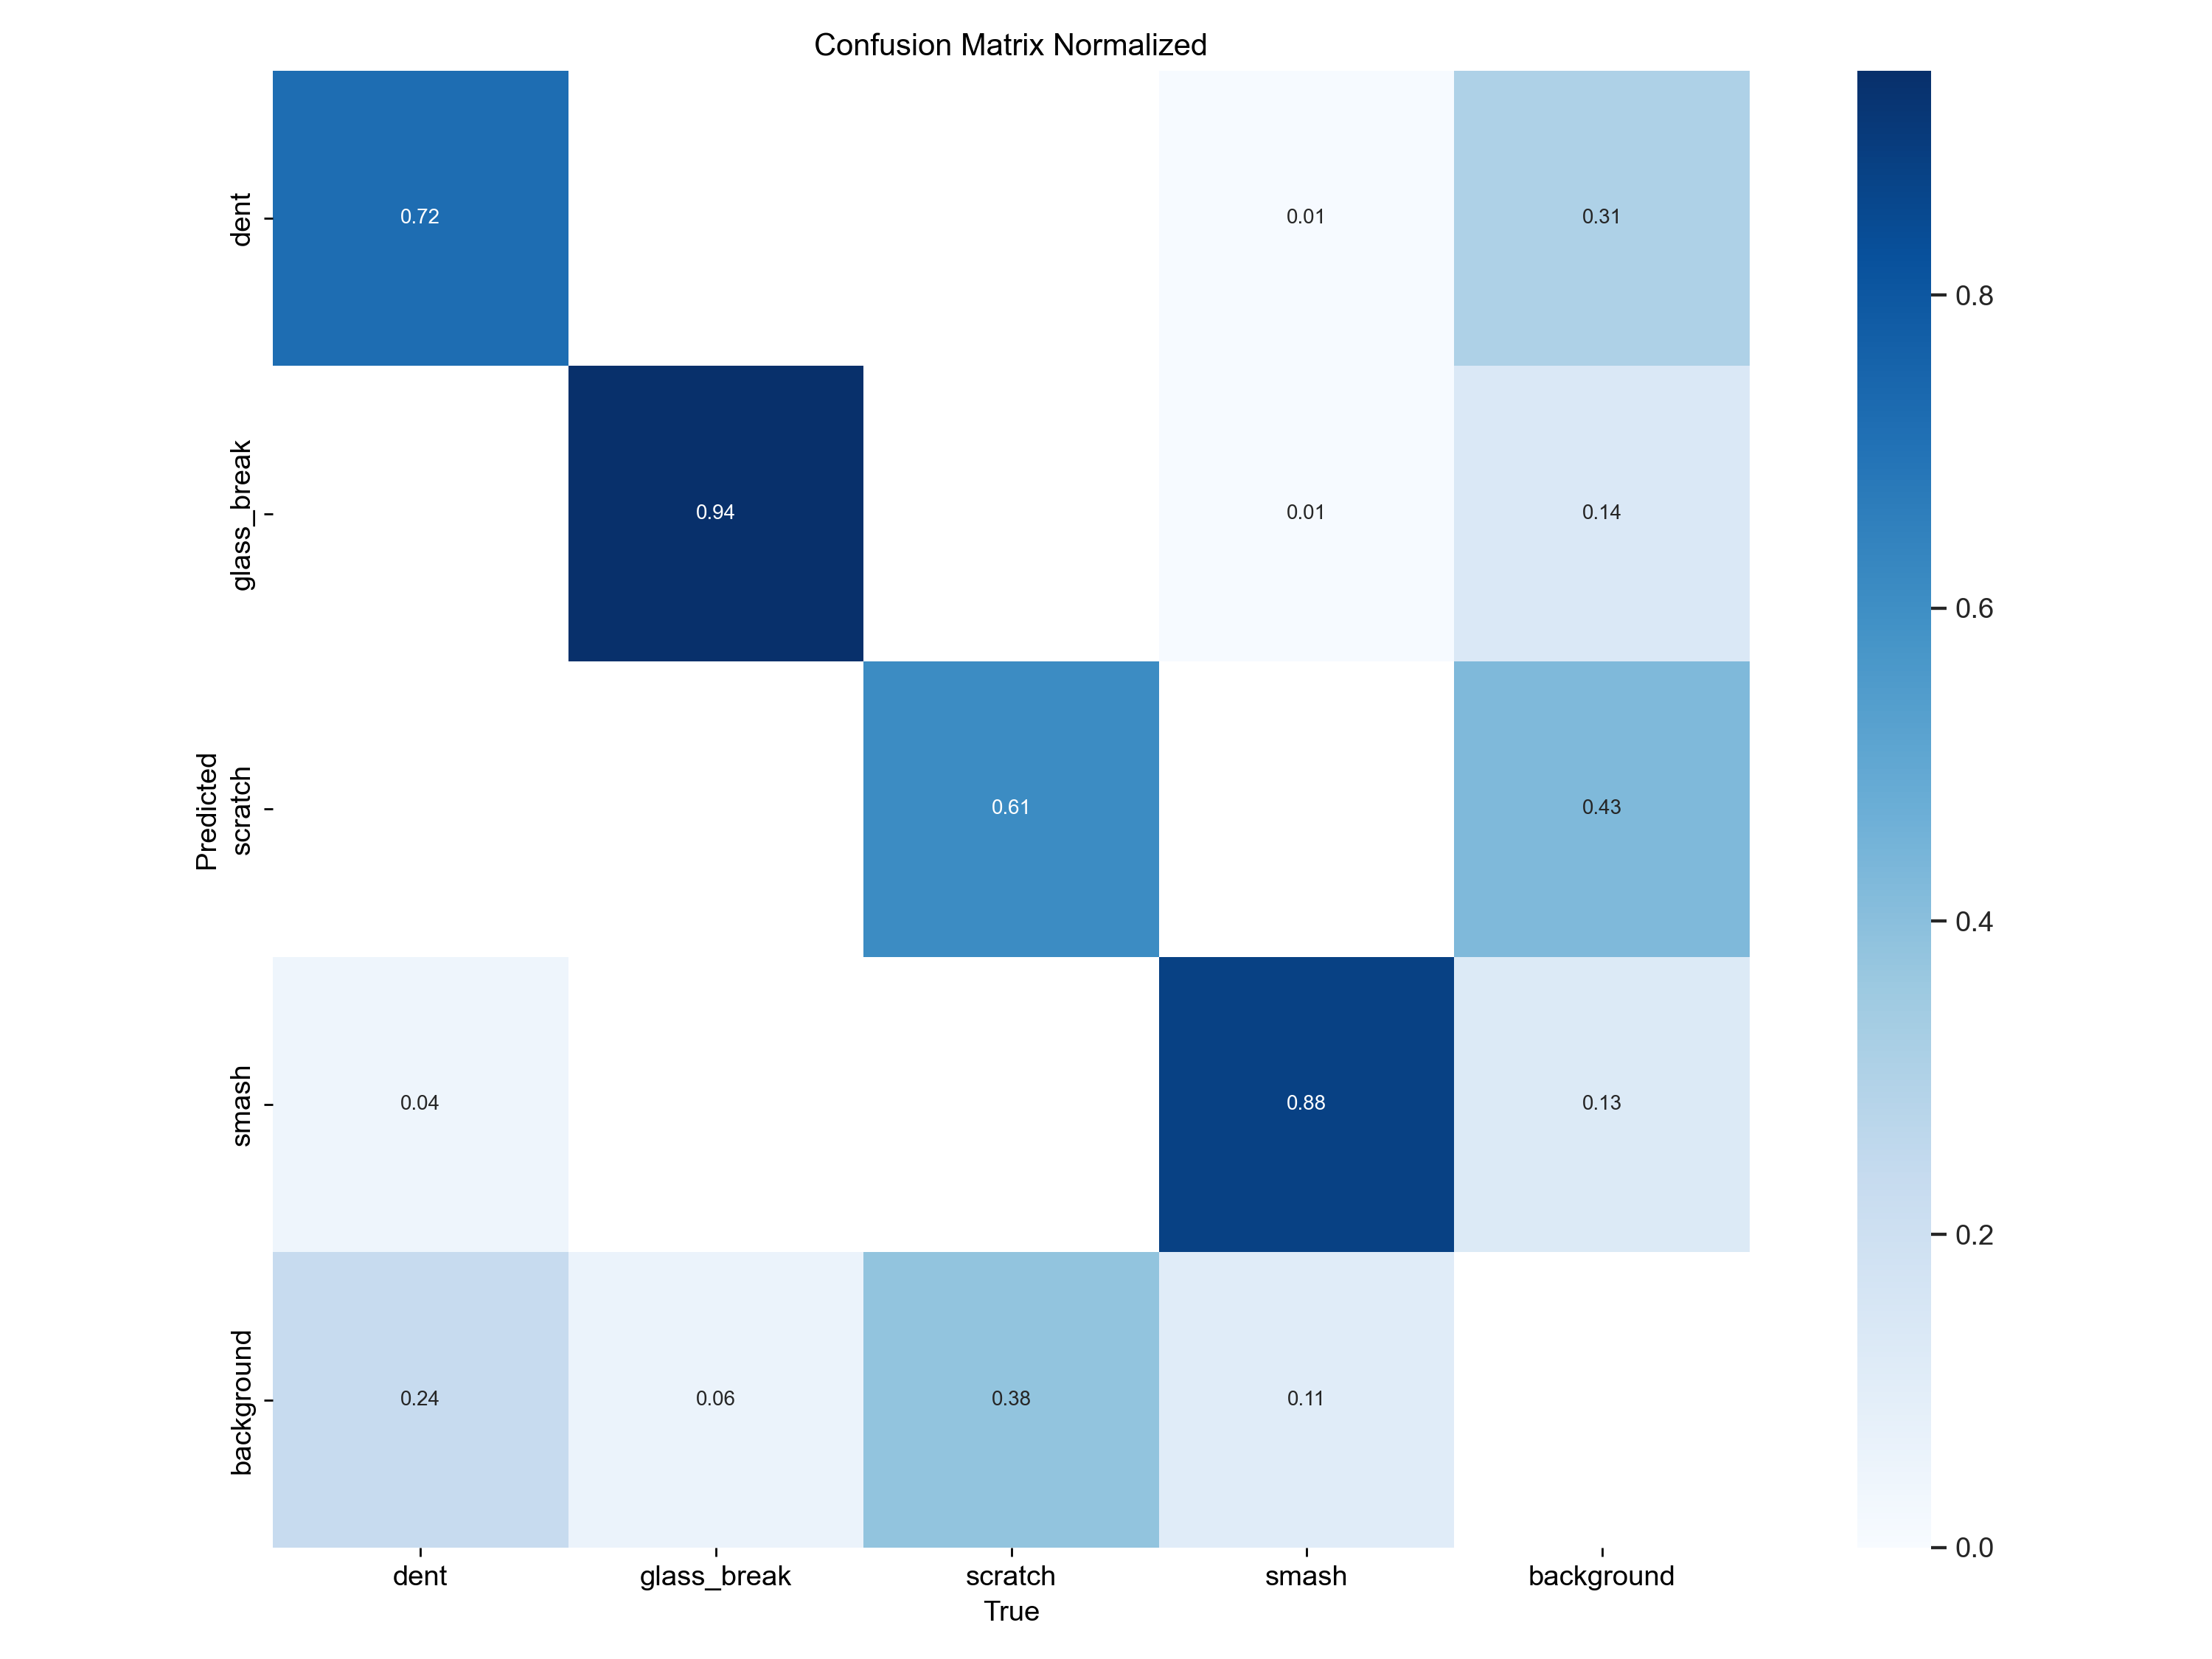 Confusion Matrix Normalized
dent
0.72
0.01
0.31
0.8
glass_break
0.94
0.01
0.14
0.6
Predicted
scratch
0.61
0.43
0.4
smash
0.04
0.88
0.13
0.2
background
0.24
0.06
0.38
0.11
0.0
dent
glass_break
scratch
smash
background
True